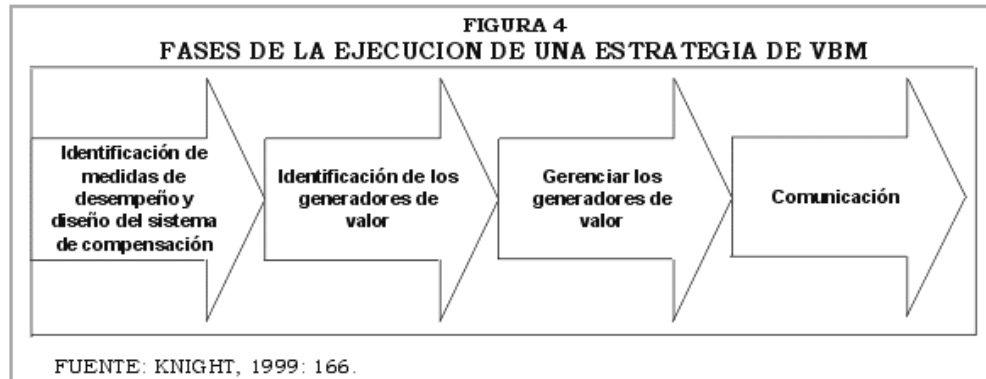 FIGURA 4
FASES DE LA EJECUCION DE UNA ESTRATEGIA DE VBM
Identificación de
medidas de
desempeño y
diseño del sistema
de compensación
Identificación de los
generadores de
valor
Gerenciar los
generadores de
valor
Comunicación
FUENTE: KNIGHT, 1999: 166.